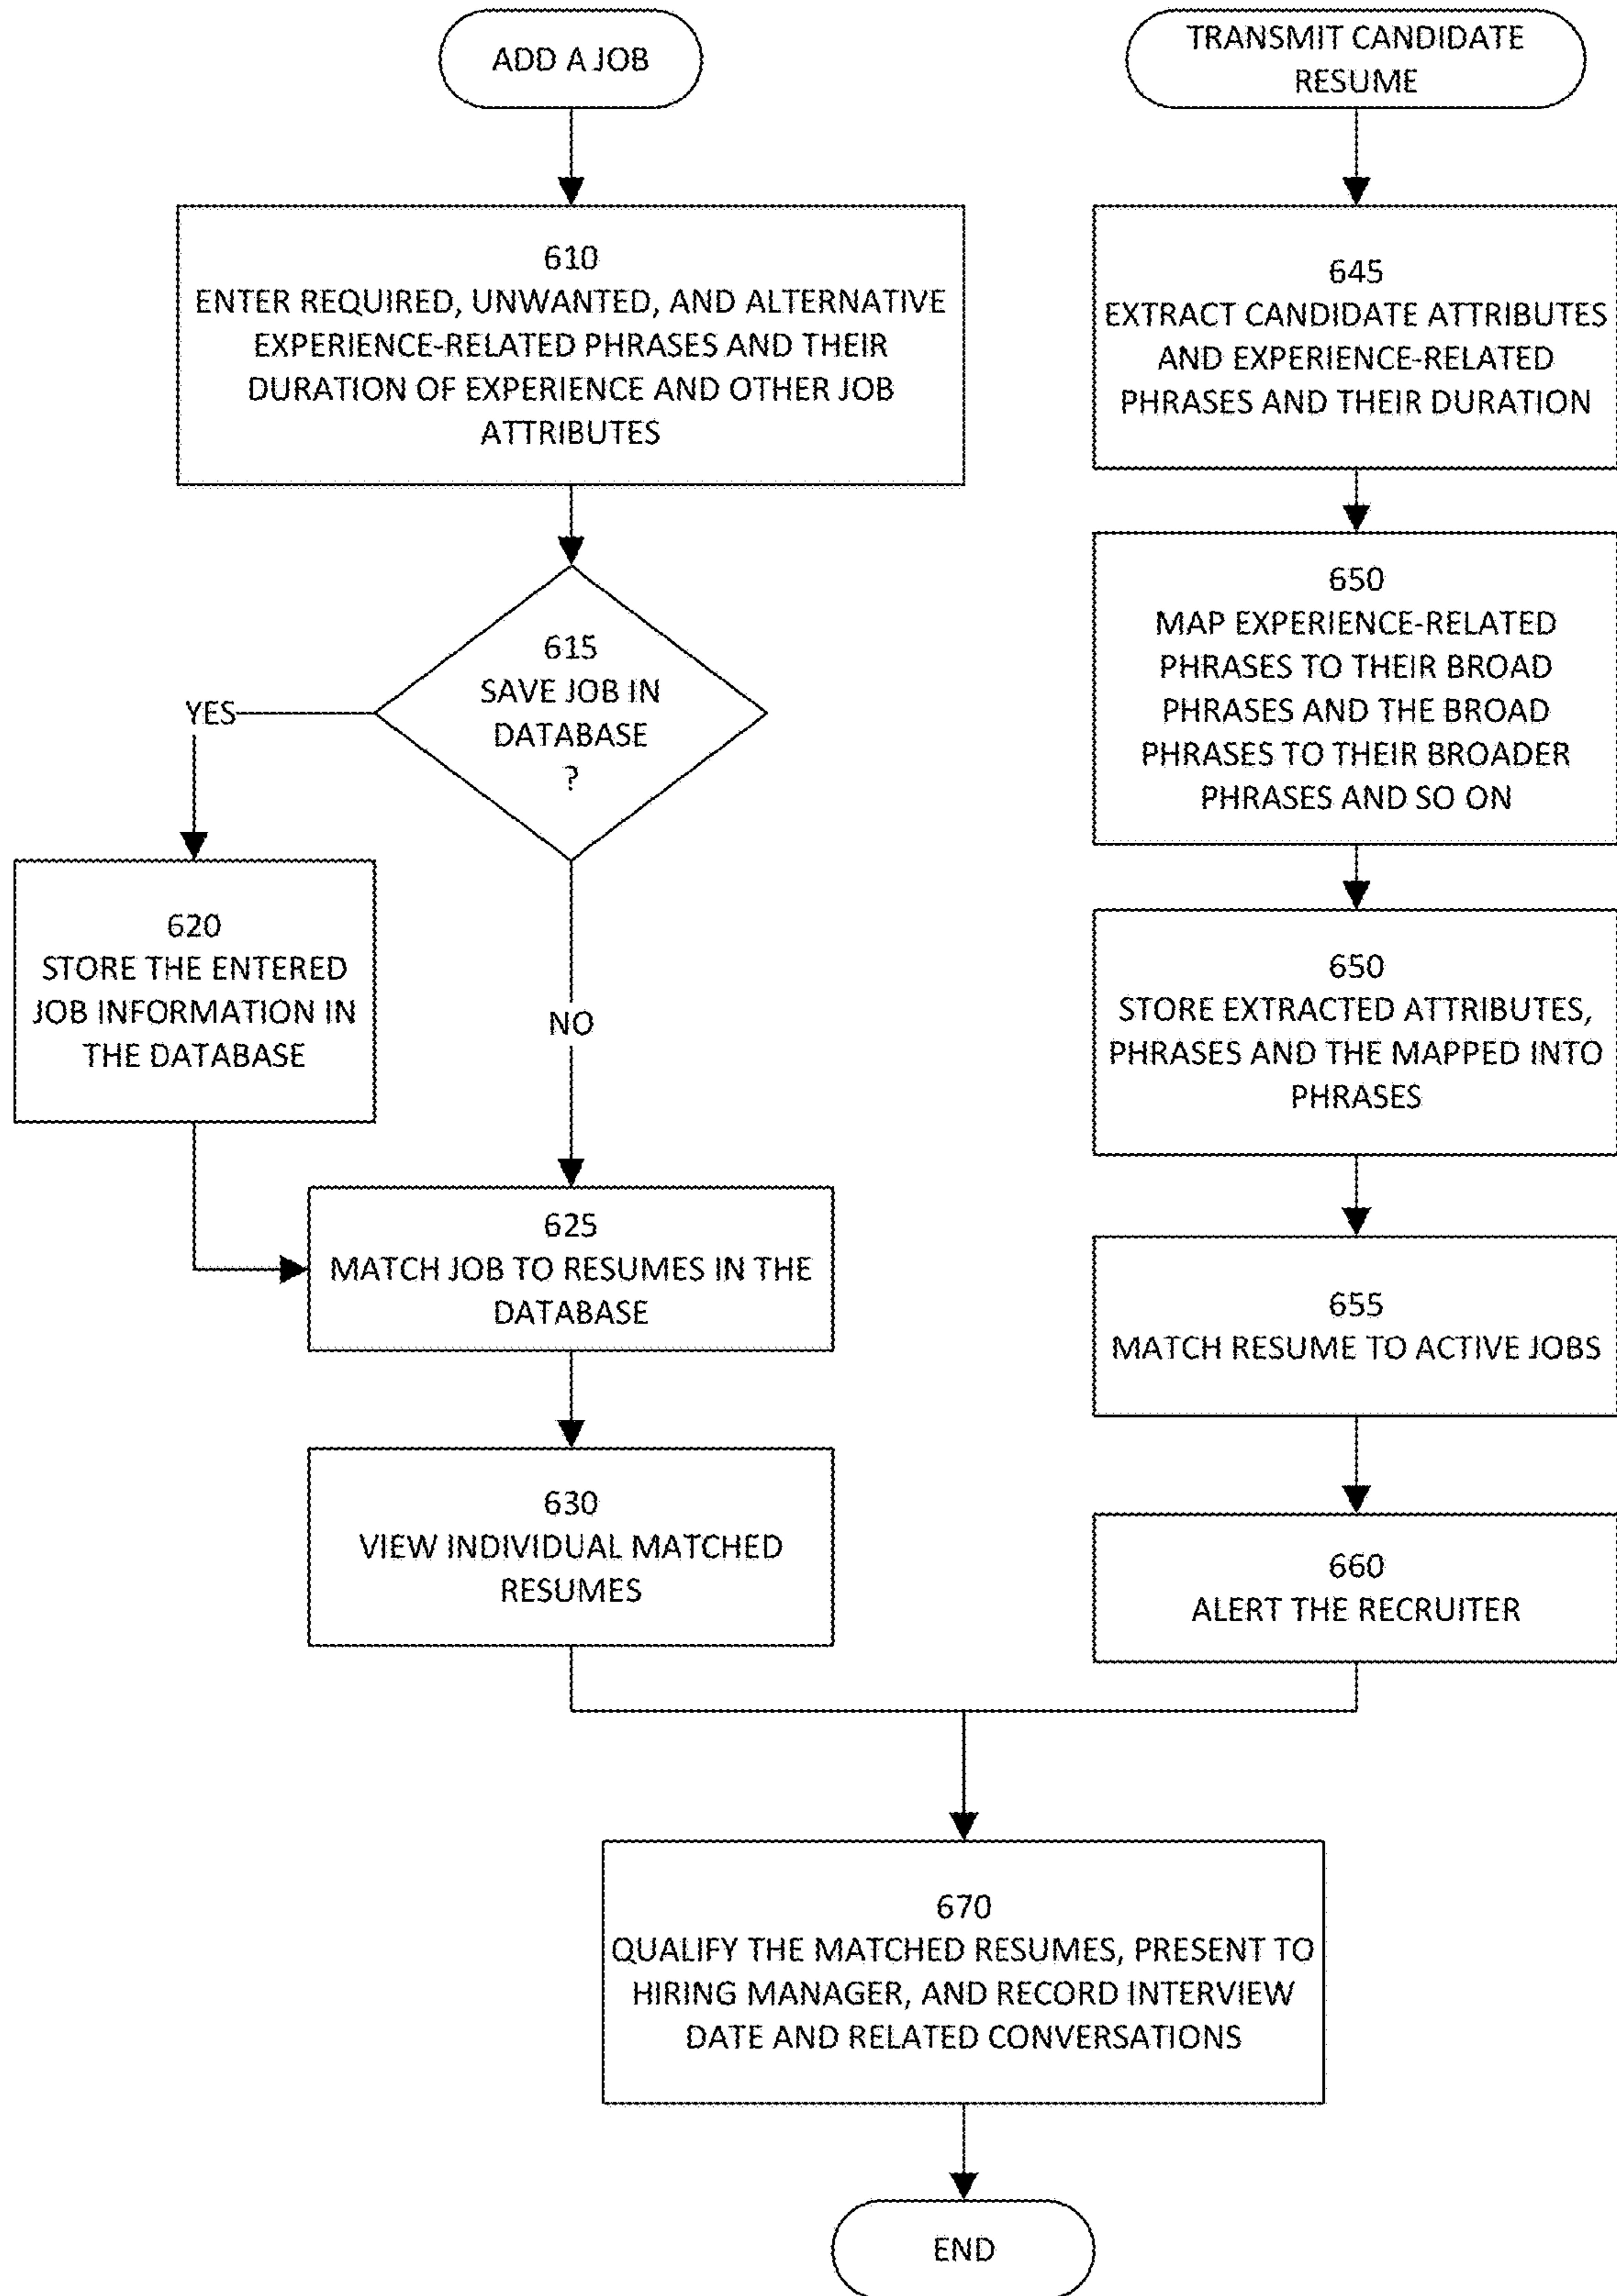 ADD A JOB
610
ENTER REQUIRED, UNWANTED, AND ALTERNATIVE
EXPERIENCE-RELATED PHRASES AND THEIR
DURATION OF EXPERIENCE AND OTHER JOB
ATTRIBUTES
615
SAVE JOB IN
DATABASE
?
YES
620
STORE THE ENTERED
JOB INFORMATION IN
THE DATABASE
NO
625
MATCH JOB TO RESUMES IN THE
DATABASE
630
VIEW INDIVIDUAL MATCHED
RESUMES
TRANSMIT CANDIDATE
RESUME
645
EXTRACT CANDIDATE ATTRIBUTES
AND EXPERIENCE-RELATED
PHRASES AND THEIR DURATION
650
MAP EXPERIENCE-RELATED
PHRASES TO THEIR BROAD
PHRASES AND THE BROAD
PHRASES TO THEIR BROADER
PHRASES AND SO ON
650
STORE EXTRACTED ATTRIBUTES,
PHRASES AND THE MAPPED INTO
PHRASES
655
MATCH RESUME TO ACTIVE JOBS
660
ALERT THE RECRUITER
670
QUALIFY THE MATCHED RESUMES, PRESENT TO
HIRING MANAGER, AND RECORD INTERVIEW
DATE AND RELATED CONVERSATIONS
END